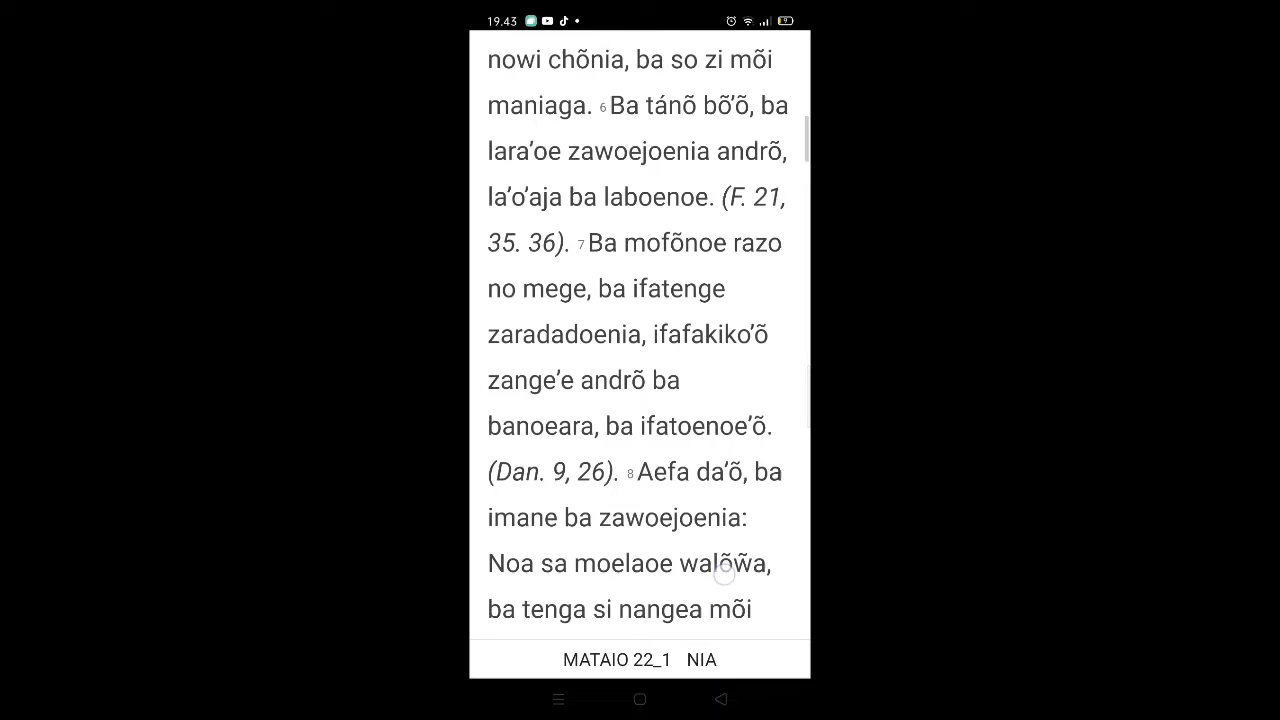 19.43
nowi chõnia, ba so zi mõi
maniaga. 6 Ba tánõ bõ’õ, ba
lara’oe zawoejoenia andrõ,
la’o’aja ba laboenoe. (F. 21,
35. 36). 7 Ba mofõnoe razo
no mege, ba ifatenge
zaradadoenia, ifafakiko’õ
zange’e andrõ ba
banoeara, ba ifatoenoe’õ.
(Dan. 9, 26). 8 Aefa da’õ, ba
imane ba zawoejoenia:
Noa sa moelaoe walõw̃a,
ba tenga si nangea mõi
MATAIO 22_1 NIA